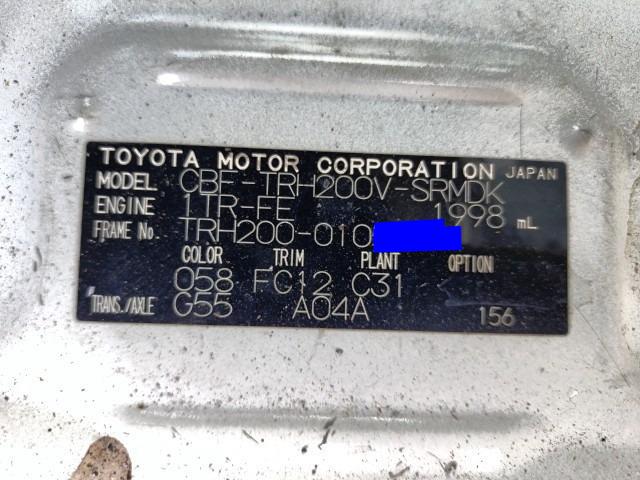 TOYOTA MOTOR CORPORATION JAPAN
MODEL CBF-TRH200V-SRMDK
ENGINE 1TR-FE 1998 mL
FRAME No. TRH200-010
COLOR TRIM PLANT OPTION
058 FC12 C31
TRANS./AXLE G55 A04A 156